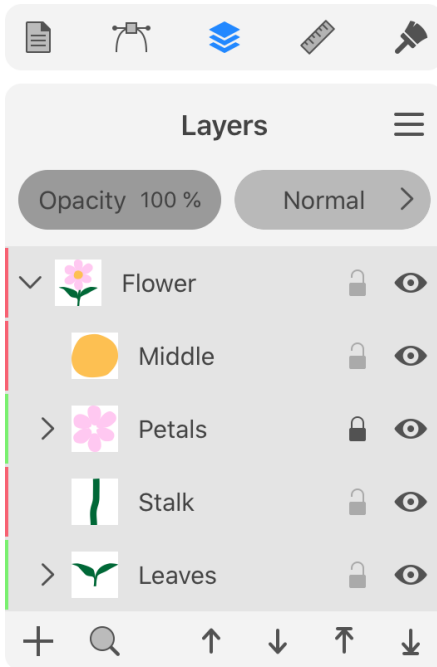 Layers
Opacity 100 %
Normal
Flower
Middle
Petals
Stalk
Leaves